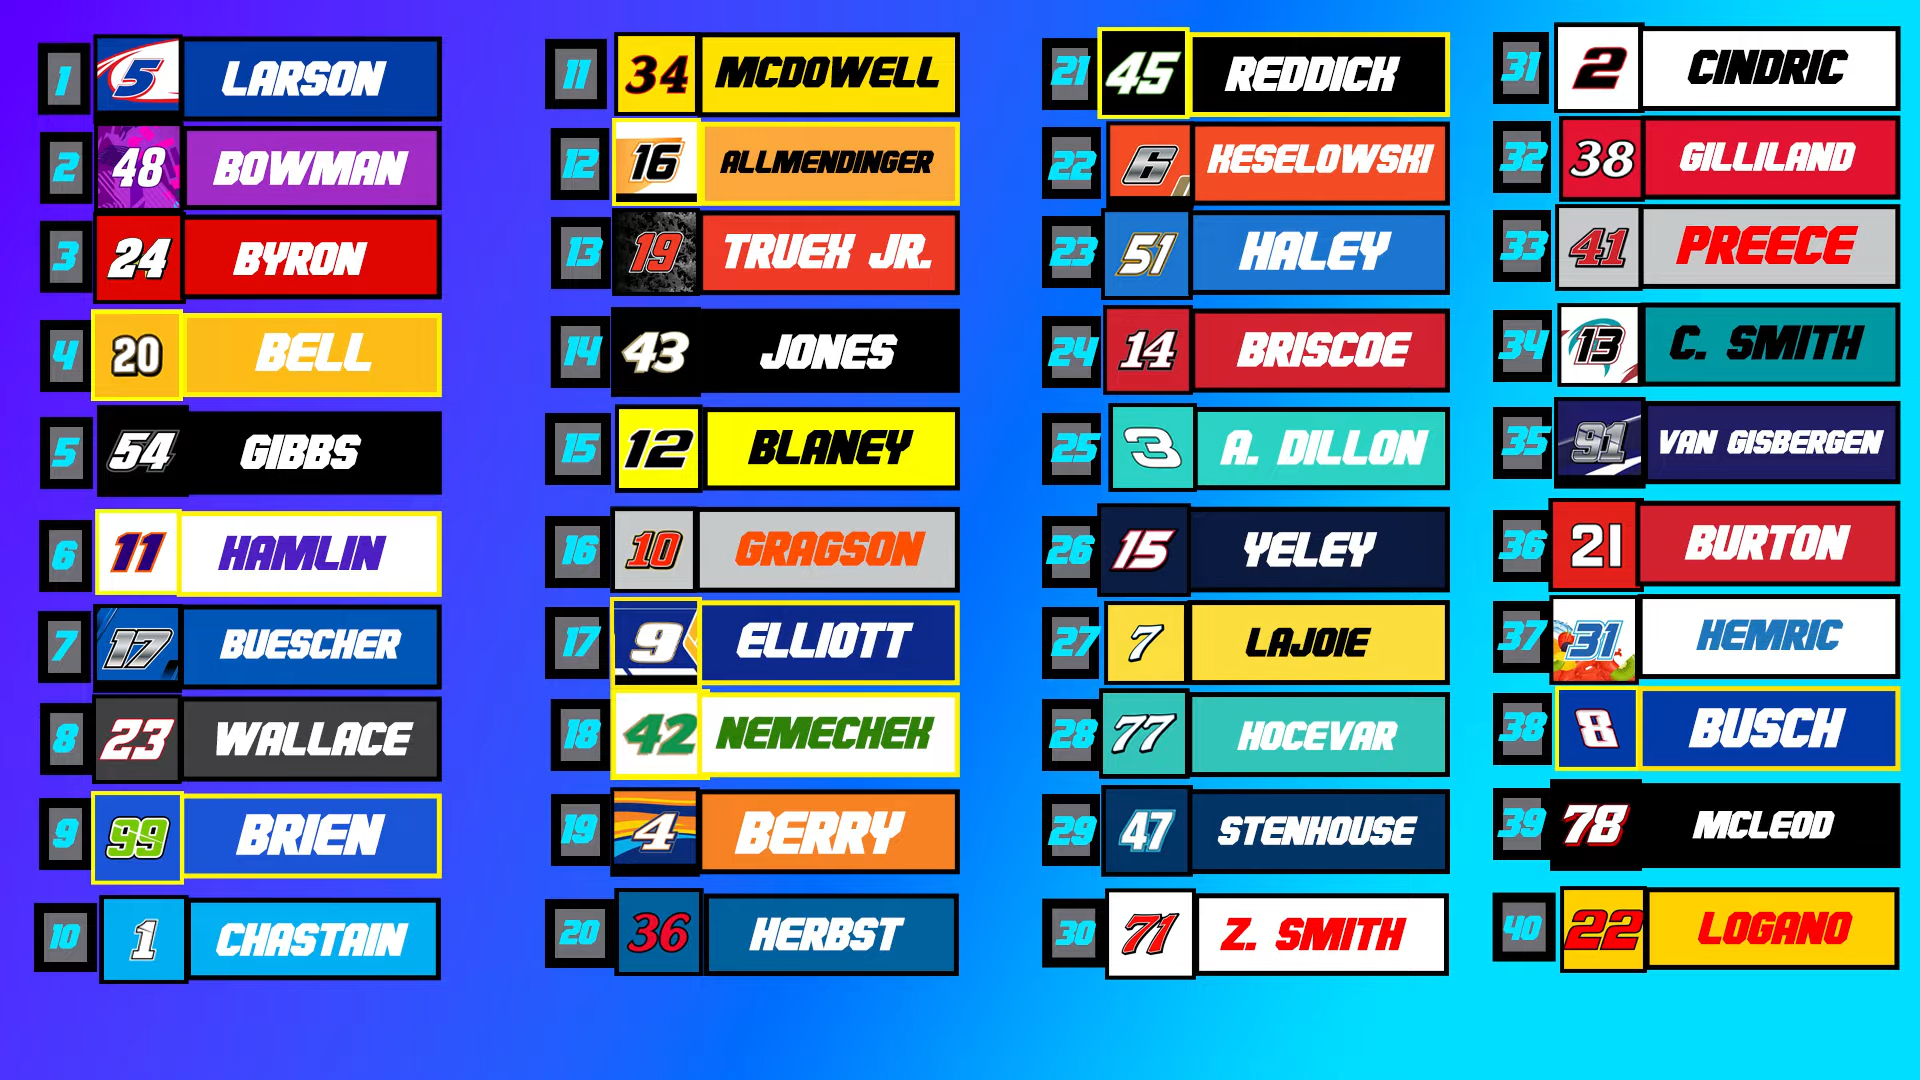 1 5 LARSON
2 48 BOWMAN
3 24 BYRON
4 20 BELL
5 54 GIBBS
6 11 HAMLIN
7 17 BUESCHER
8 23 WALLACE
9 99 BRIEN
10 1 CHASTAIN
11 34 MCDOWELL
12 16 ALLMENDINGER
13 19 TRUEX JR.
14 43 JONES
15 12 BLANEY
16 10 GRAGSON
17 9 ELLIOTT
18 42 NEMECHEK
19 4 BERRY
20 36 HERBST
21 45 REDDICK
22 6 KESELOWSKI
23 51 HALEY
24 14 BRISCOE
25 3 A. DILLON
26 15 YELEY
27 7 LAJOIE
28 77 HOCEVAR
29 47 STENHOUSE
30 71 Z. SMITH
31 2 CINDRIC
32 38 GILLILAND
33 41 PREECE
34 13 C. SMITH
35 91 VAN GISBERGEN
36 21 BURTON
37 31 HEMRIC
38 8 BUSCH
39 78 MCLEOD
40 22 LOGANO